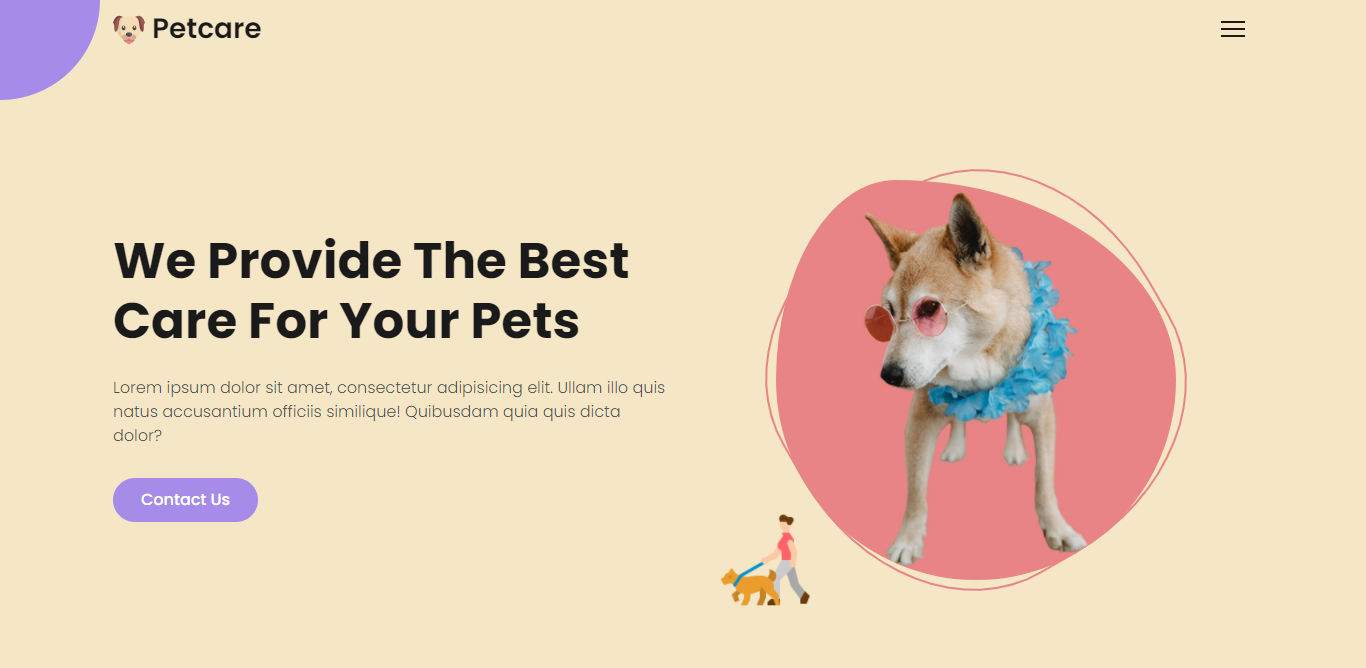 Petcare
We Provide The Best
Care For Your Pets
Lorem ipsum dolor sit amet, consectetur adipisicing elit. Ullam illo quis
natus accusantium officiis similique! Quibusdam quia quis dicta
dolor?
Contact Us